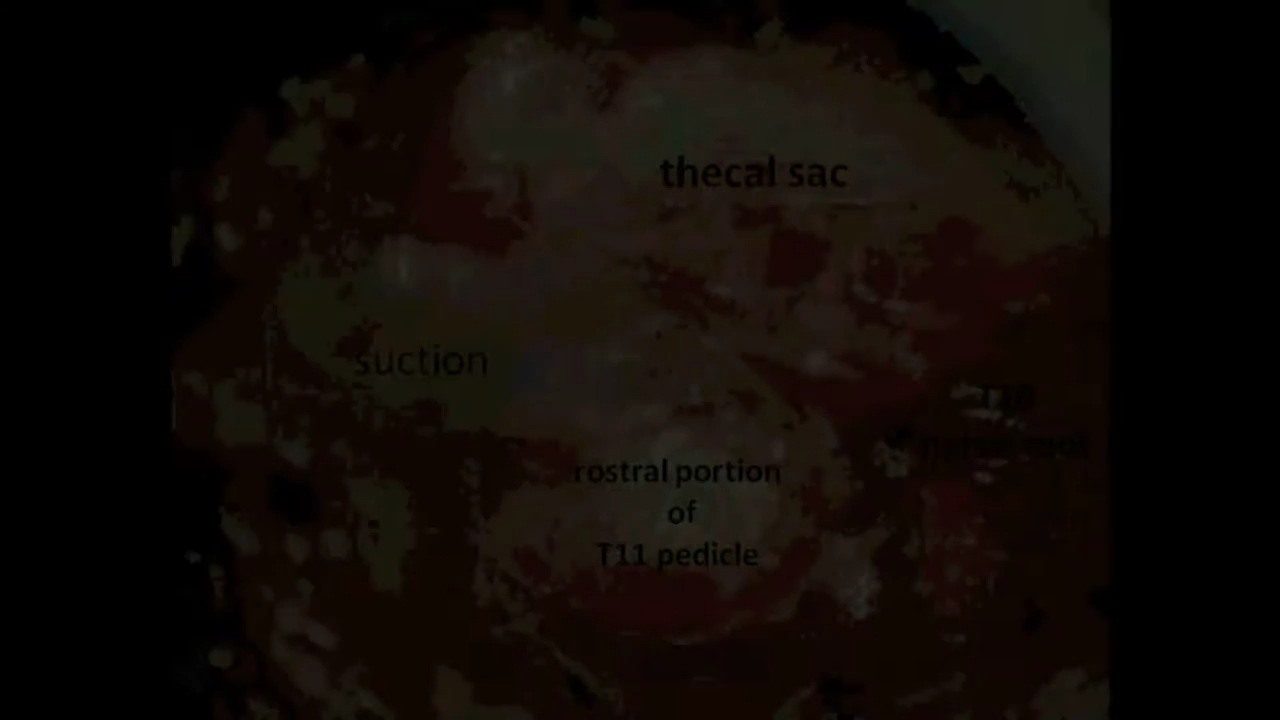 thecal sac
suction
rostral portion
of
T11 pedicle